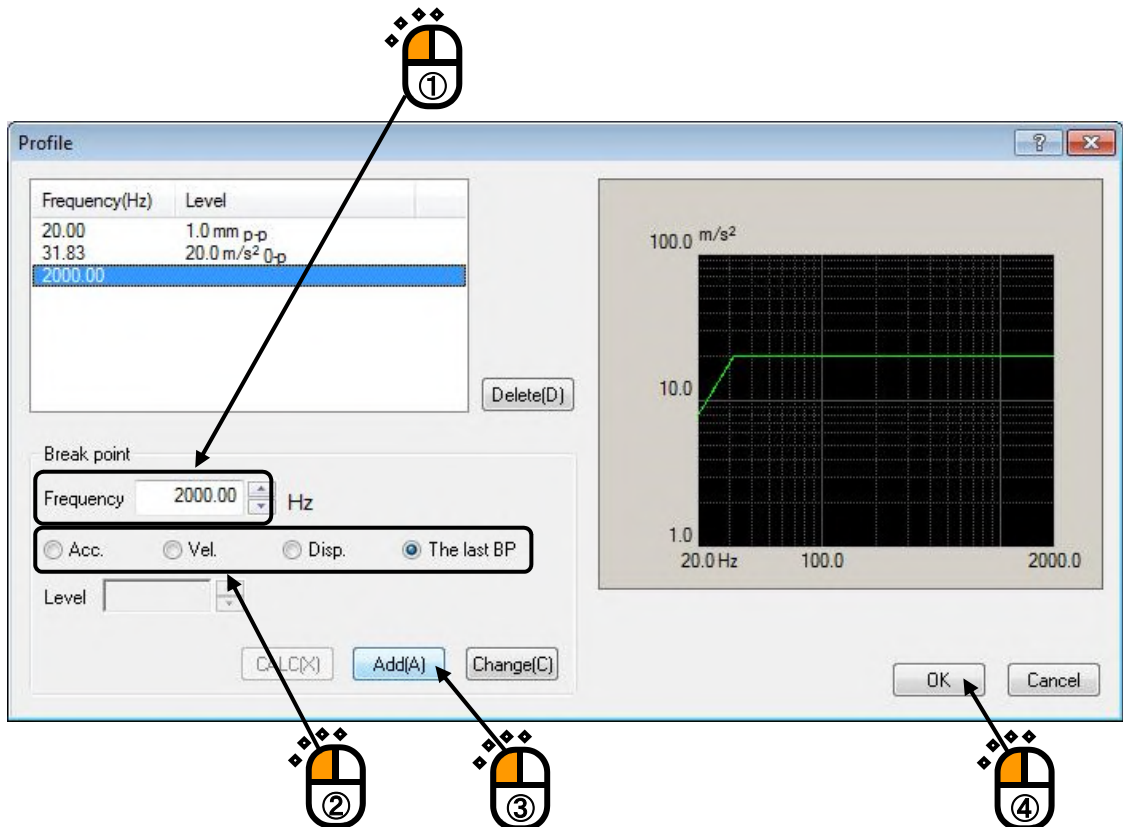 ①
Profile
Frequency(Hz) Level
20.00 1.0 mm p-p
31.83 20.0 m/s² 0-p
2000.00
Delete(D)
Break point
Frequency 2000.00 Hz
Acc. Vel. Disp. The last BP
Level
CALC(X) Add(A) Change(C)
100.0 m/s²
10.0
1.0
20.0 Hz 100.0 2000.0
OK Cancel
② ③ ④